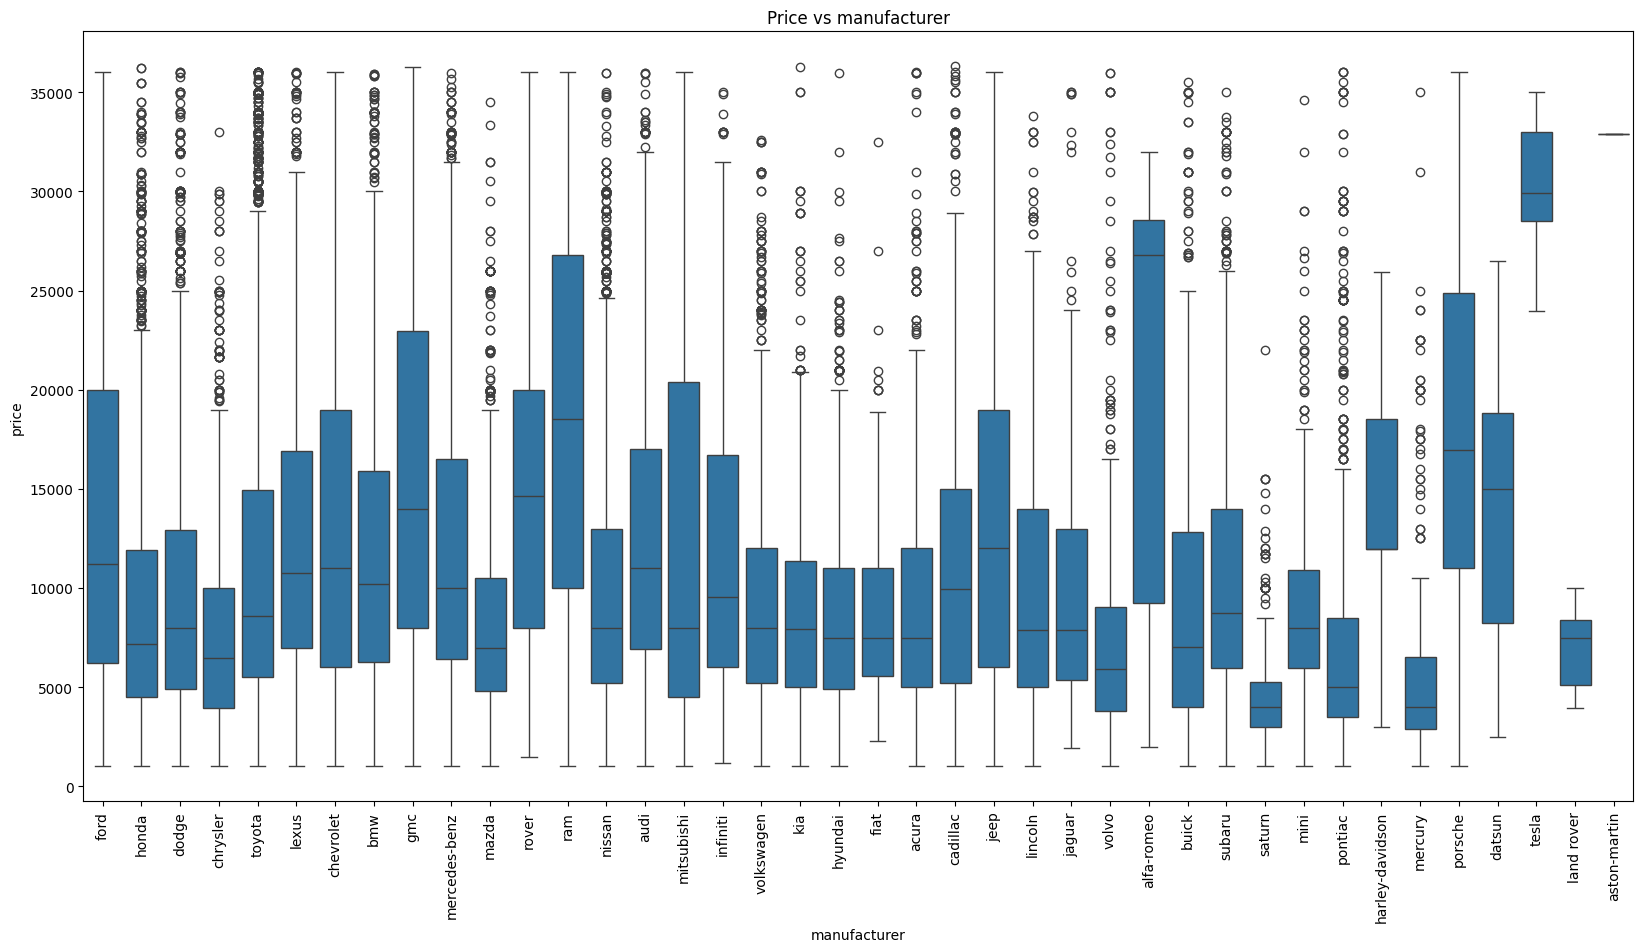 Price vs manufacturer
price
35000
30000
25000
20000
15000
10000
5000
0
ford
honda
dodge
chrysler
toyota
lexus
chevrolet
bmw
gmc
mercedes-benz
mazda
rover
ram
nissan
audi
mitsubishi
infiniti
volkswagen
kia
hyundai
fiat
acura
cadillac
jeep
lincoln
jaguar
volvo
alfa-romeo
buick
subaru
saturn
mini
pontiac
harley-davidson
mercury
porsche
datsun
tesla
land rover
aston-martin
manufacturer